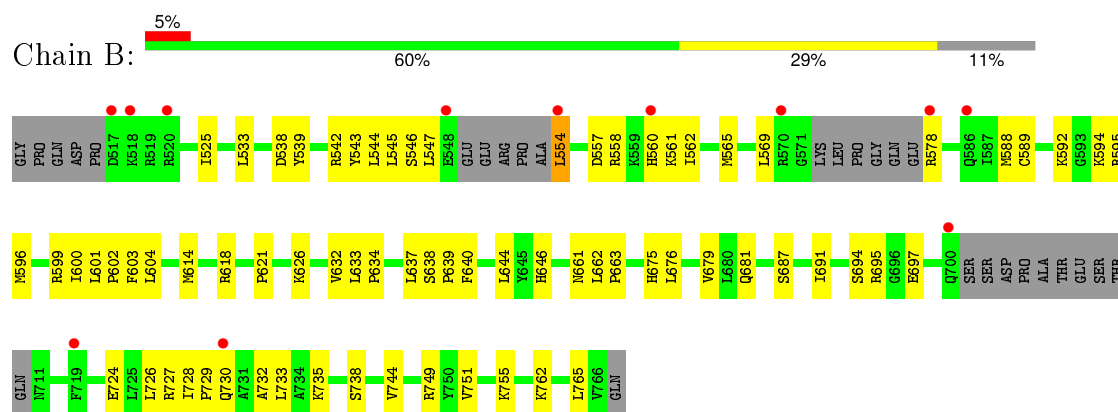 5%
Chain B:
60% 29% 11%
GLY PRO GLN ASP PRO D517 K518 R519 R520 I525 L533 D538 Y539 R542 Y543 L544 L545 S546 L547 E548 GLU GLU ARG PRO ALA L554 D557 R558 K559 H560 K561 I562 M565 L569 R570 G571 LYS LEU PRO GLY GLN GLU R578 Q586 I587 M588 C589 K592 G593 K594 R595
M596 R599 I600 L601 P602 F603 L604 M614 R618 P621 K626 V632 L633 P634 L637 S638 P639 F640 L644 Y645 H646 N661 L662 P663 H675 L676 V679 L680 Q681 S687 I691 S694 R695 G696 E697 Q700 SER SER ASP PRO ALA THR GLU SER THR
GLN N711 F719 E724 L725 L726 R727 I728 P729 Q730 A731 A732 L733 A734 K735 S738 V744 R749 Y750 V751 K755 K762 L765 V766 GLN